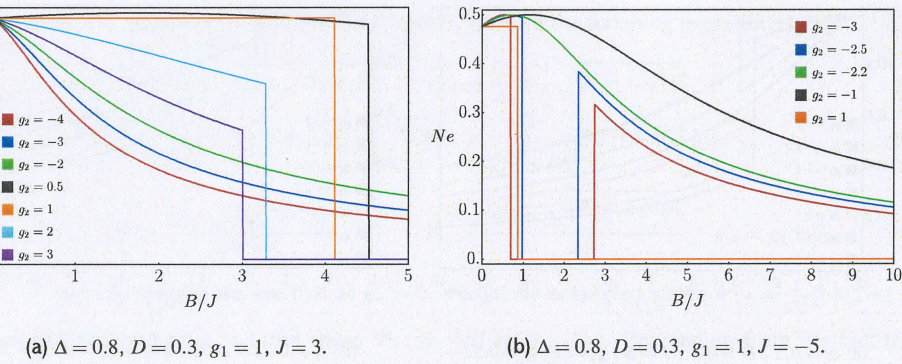 g₂ = −4
g₂ = −3
g₂ = −2
g₂ = 0.5
g₂ = 1
g₂ = 2
g₂ = 3
1 2 3 4 5
B/J
(a) Δ = 0.8, D = 0.3, g₁ = 1, J = 3.
0.5
0.4
0.3
0.2
0.1
0.
Ne
g₂ = −3
g₂ = −2.5
g₂ = −2.2
g₂ = −1
g₂ = 1
0 1 2 3 4 5 6 7 8 9 10
B/J
(b) Δ = 0.8, D = 0.3, g₁ = 1, J = −5.